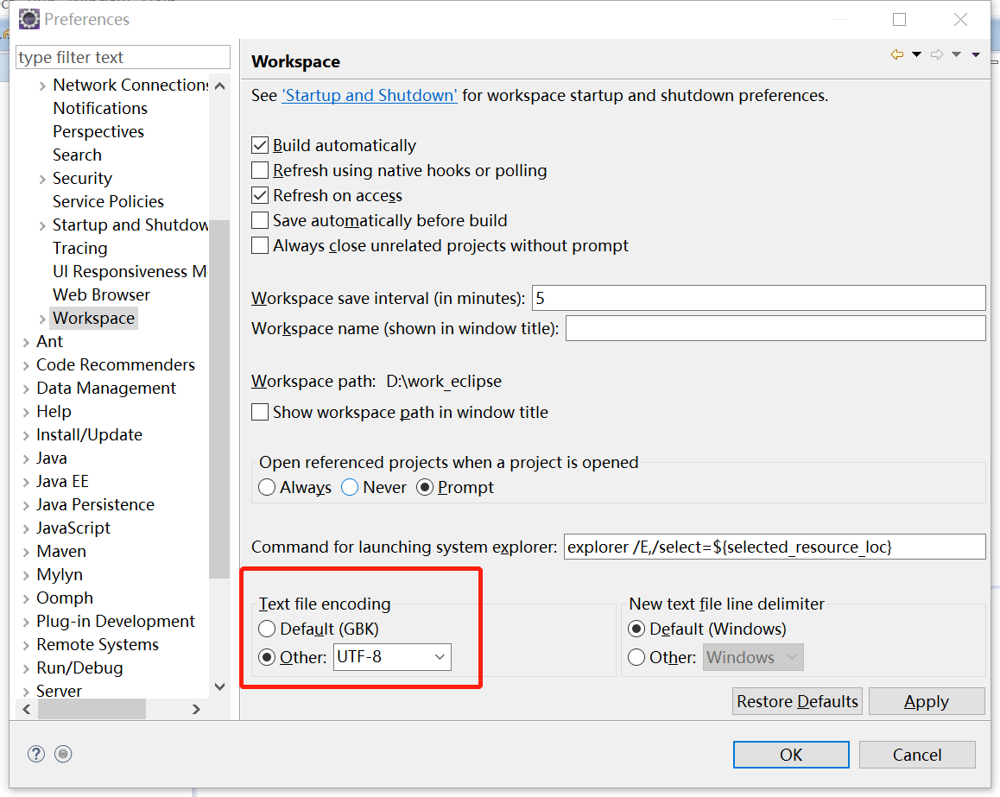 Preferences
type filter text
Network Connections
Notifications
Perspectives
Search
Security
Service Policies
Startup and Shutdow
Tracing
UI Responsiveness M
Web Browser
Workspace
Ant
Code Recommenders
Data Management
Help
Install/Update
Java
Java EE
Java Persistence
JavaScript
Maven
Mylyn
Oomph
Plug-in Development
Remote Systems
Run/Debug
Server
Workspace
See 'Startup and Shutdown' for workspace startup and shutdown preferences.
Build automatically
Refresh using native hooks or polling
Refresh on access
Save automatically before build
Always close unrelated projects without prompt
Workspace save interval (in minutes): 5
Workspace name (shown in window title):
Workspace path: D:\work_eclipse
Show workspace path in window title
Open referenced projects when a project is opened
Always Never Prompt
Command for launching system explorer: explorer /E,/select=${selected_resource_loc}
Text file encoding
Default (GBK)
Other: UTF-8
New text file line delimiter
Default (Windows)
Other: Windows
Restore Defaults Apply
OK Cancel